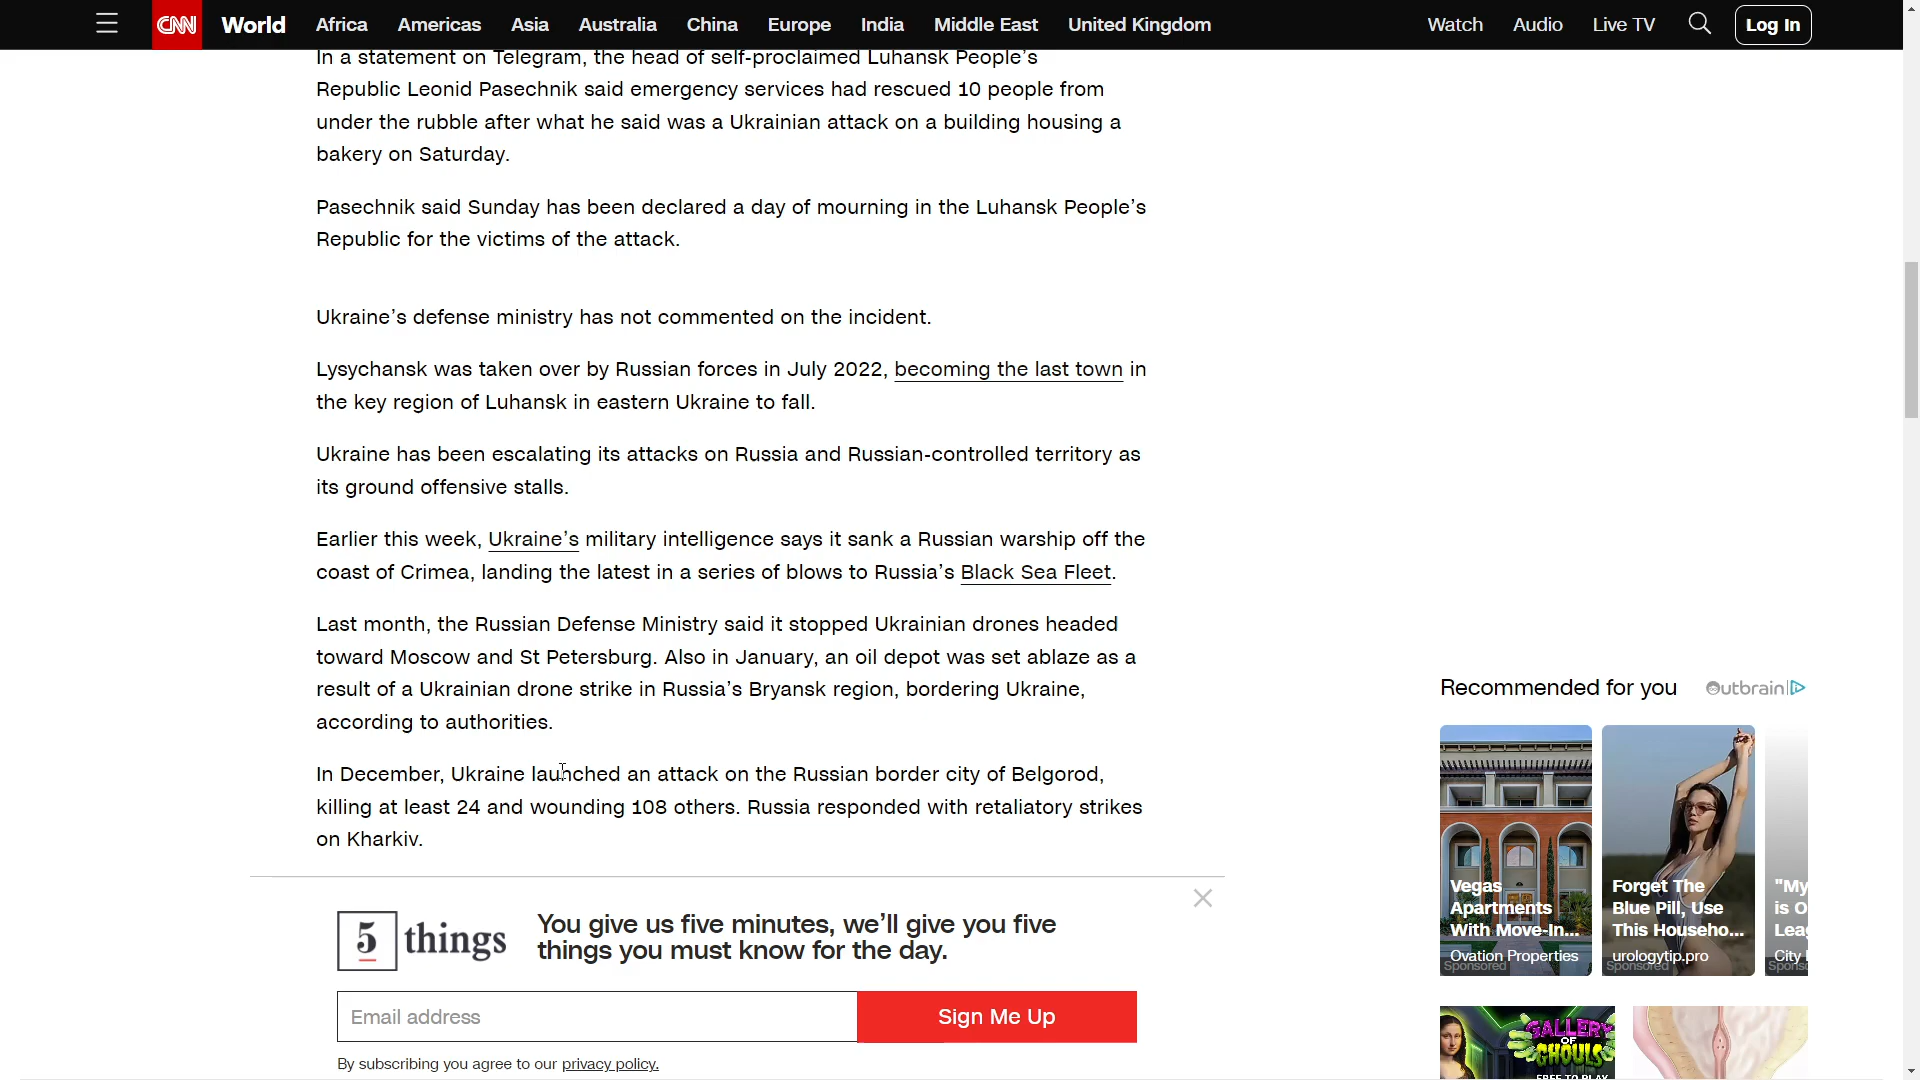 CNN World Africa Americas Asia Australia China Europe India Middle East United Kingdom Watch Audio Live TV Log In
In a statement on Telegram, the head of self-proclaimed Luhansk People’s
Republic Leonid Pasechnik said emergency services had rescued 10 people from
under the rubble after what he said was a Ukrainian attack on a building housing a
bakery on Saturday.
Pasechnik said Sunday has been declared a day of mourning in the Luhansk People’s
Republic for the victims of the attack.
Ukraine’s defense ministry has not commented on the incident.
Lysychansk was taken over by Russian forces in July 2022, becoming the last town in
the key region of Luhansk in eastern Ukraine to fall.
Ukraine has been escalating its attacks on Russia and Russian-controlled territory as
its ground offensive stalls.
Earlier this week, Ukraine’s military intelligence says it sank a Russian warship off the
coast of Crimea, landing the latest in a series of blows to Russia’s Black Sea Fleet.
Last month, the Russian Defense Ministry said it stopped Ukrainian drones headed
toward Moscow and St Petersburg. Also in January, an oil depot was set ablaze as a
result of a Ukrainian drone strike in Russia’s Bryansk region, bordering Ukraine,
according to authorities.
In December, Ukraine launched an attack on the Russian border city of Belgorod,
killing at least 24 and wounding 108 others. Russia responded with retaliatory strikes
on Kharkiv.
5 things
You give us five minutes, we’ll give you five
things you must know for the day.
Email address
Sign Me Up
By subscribing you agree to our privacy policy.
Recommended for you
Outbrain
Vegas
Apartments
With Move-In...
Ovation Properties
Sponsored
Forget The
Blue Pill, Use
This Househo...
urologytip.pro
Sponsored
"My
is O
City
GALLERY
OF
GHOULS
FREE TO PLAY